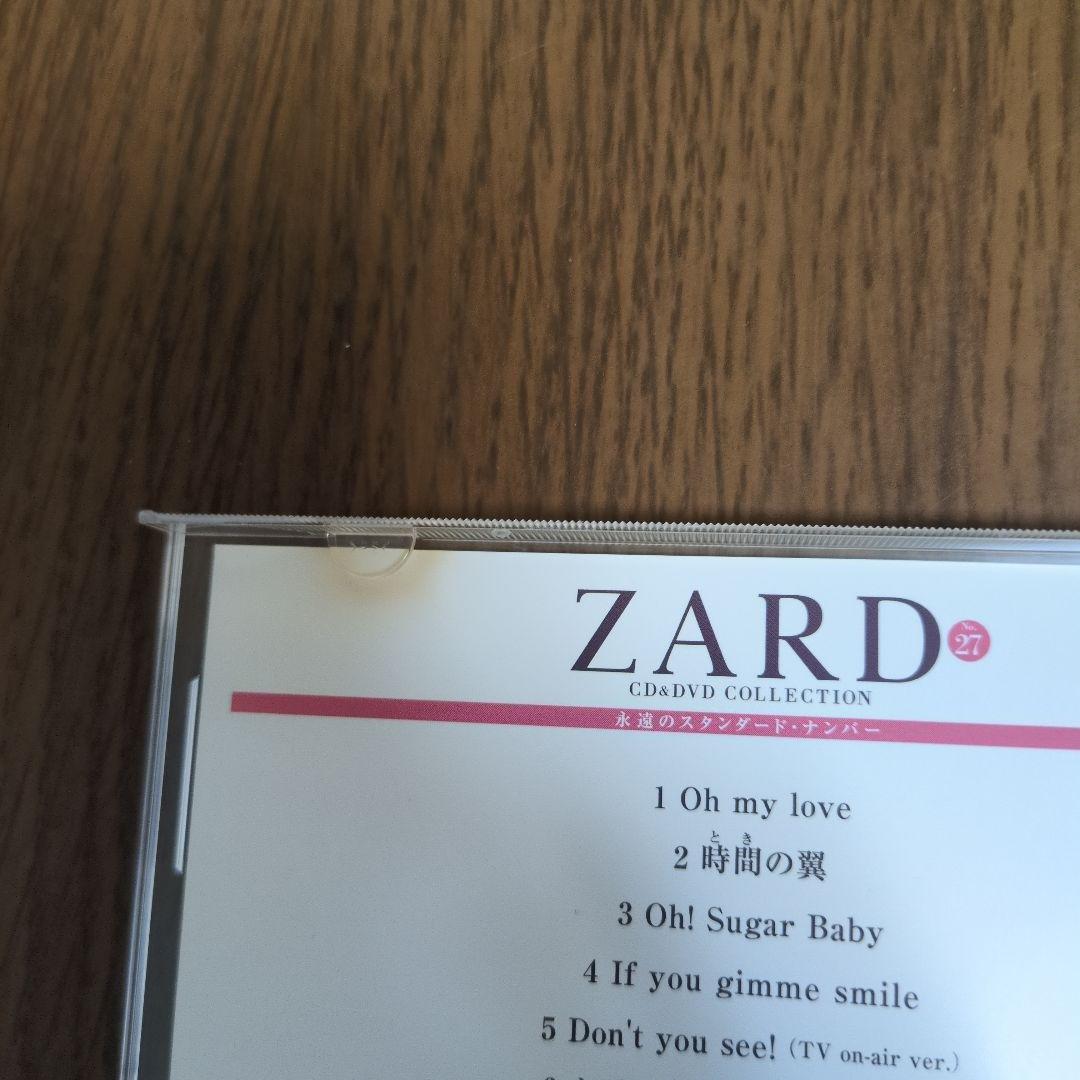 ZARD
No.
27
CD&DVD COLLECTION
永遠のスタンダード・ナンバー
1 Oh my love
とき
2 時間の翼
3 Oh! Sugar Baby
4 If you gimme smile
5 Don't you see! (TV on-air ver.)